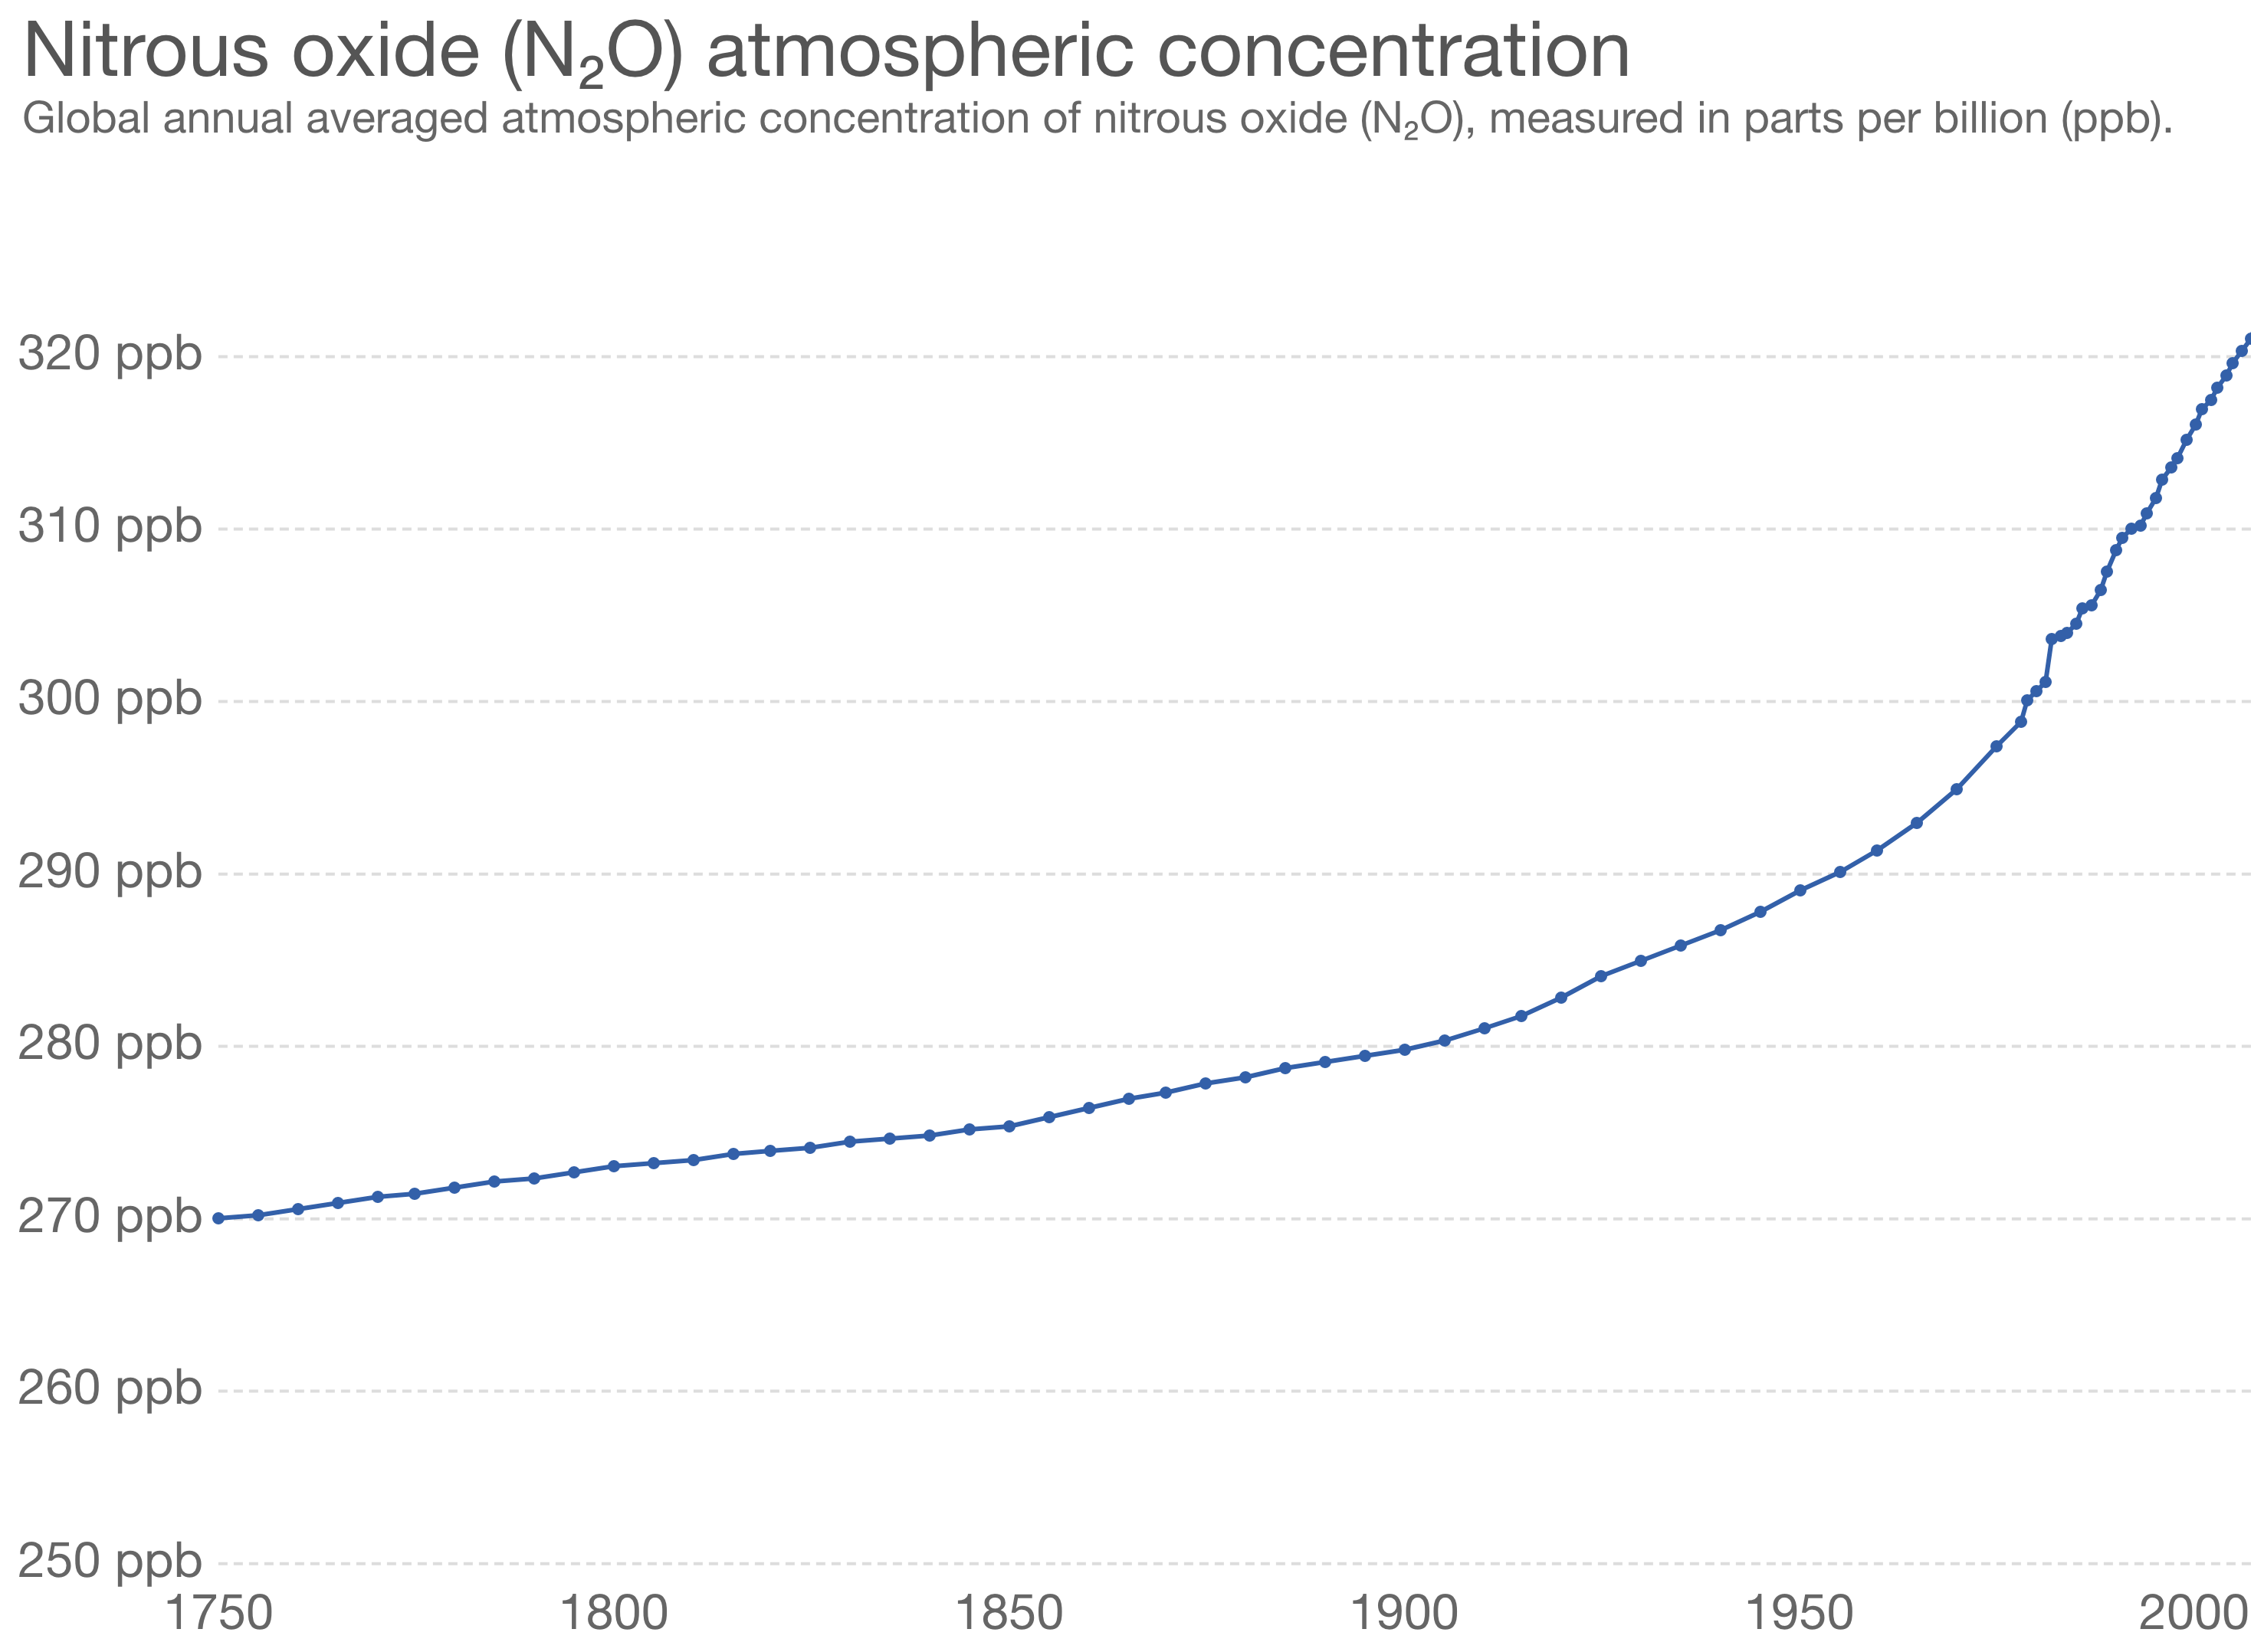 Nitrous oxide (N₂O) atmospheric concentration
Global annual averaged atmospheric concentration of nitrous oxide (N₂O), measured in parts per billion (ppb).
320 ppb
310 ppb
300 ppb
290 ppb
280 ppb
270 ppb
260 ppb
250 ppb
1750 1800 1850 1900 1950 2000